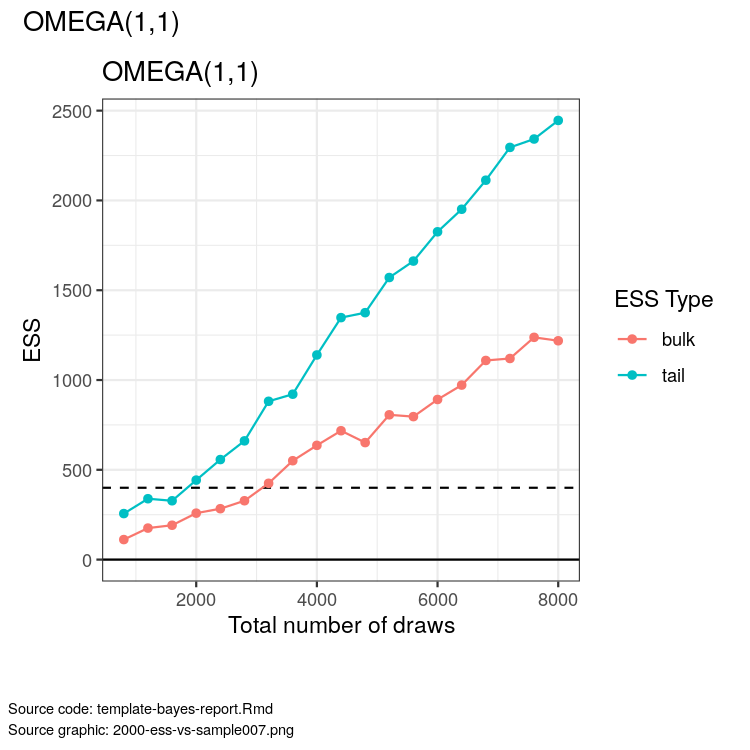 OMEGA(1,1)
OMEGA(1,1)
2500
2000
1500
1000
500
0
ESS
2000 4000 6000 8000
Total number of draws
ESS Type
bulk
tail
Source code: template-bayes-report.Rmd
Source graphic: 2000-ess-vs-sample007.png